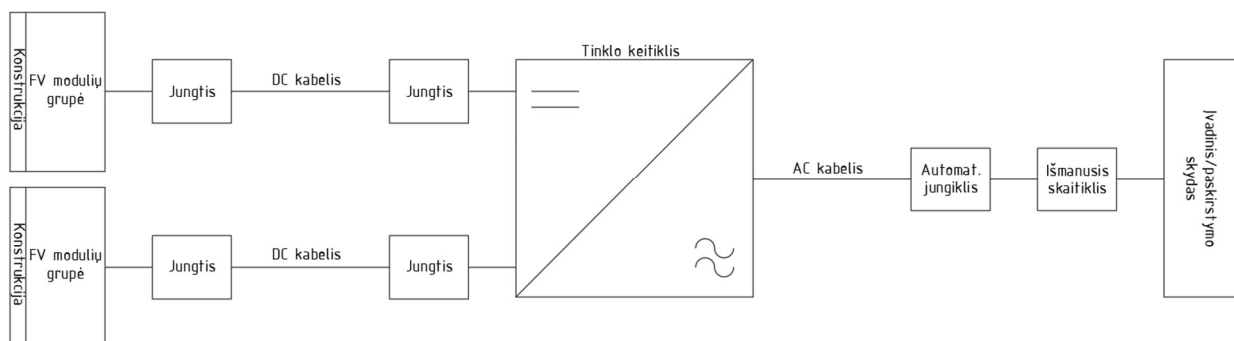 Konstrukcija
FV modulių
grupė
Jungtis
DC kabelis
Jungtis
Tinklo keitiklis
AC kabelis
Automat.
jungiklis
Išmanusis
skaitiklis
Įvadinis/paskirstymo
skydas
Konstrukcija
FV modulių
grupė
Jungtis
DC kabelis
Jungtis